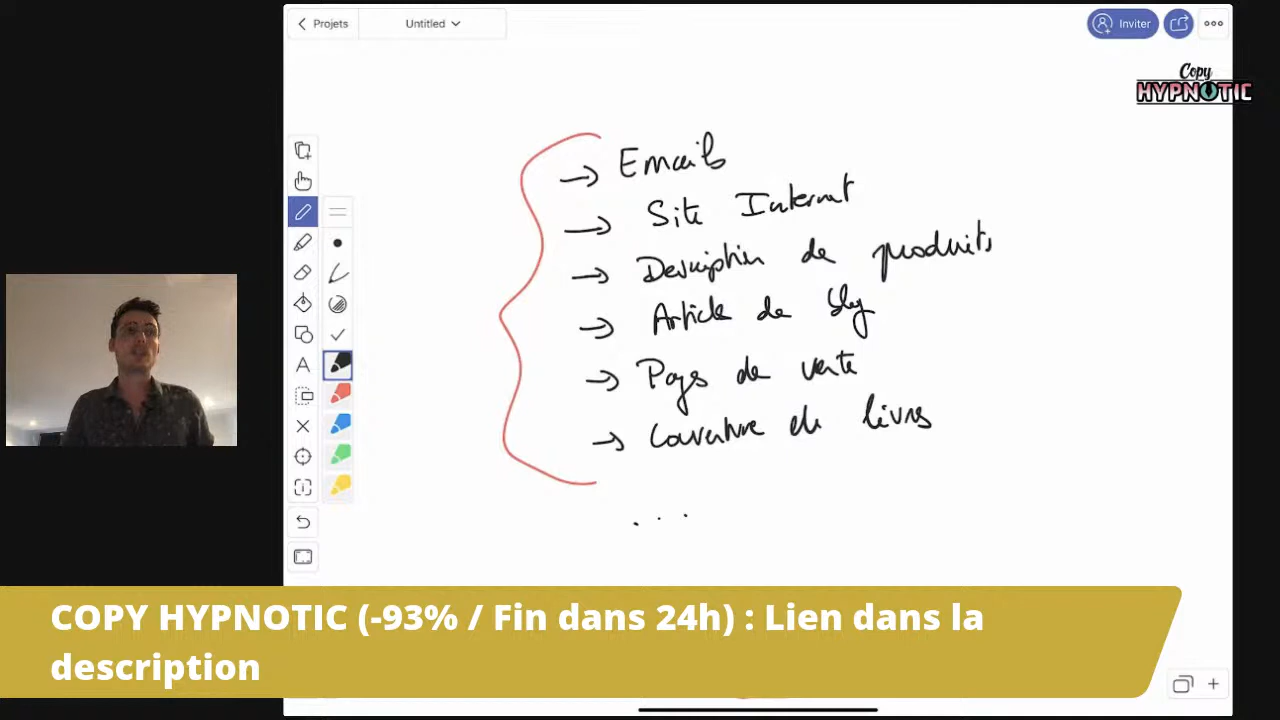 Projets
Untitled
Inviter
Copy
HYPNOTIC
→ Emails
→ Site Internet
→ Description de produits
→ Article de blog
→ Page de vente
→ Couverture de livres
...
COPY HYPNOTIC (-93% / Fin dans 24h) : Lien dans la
description